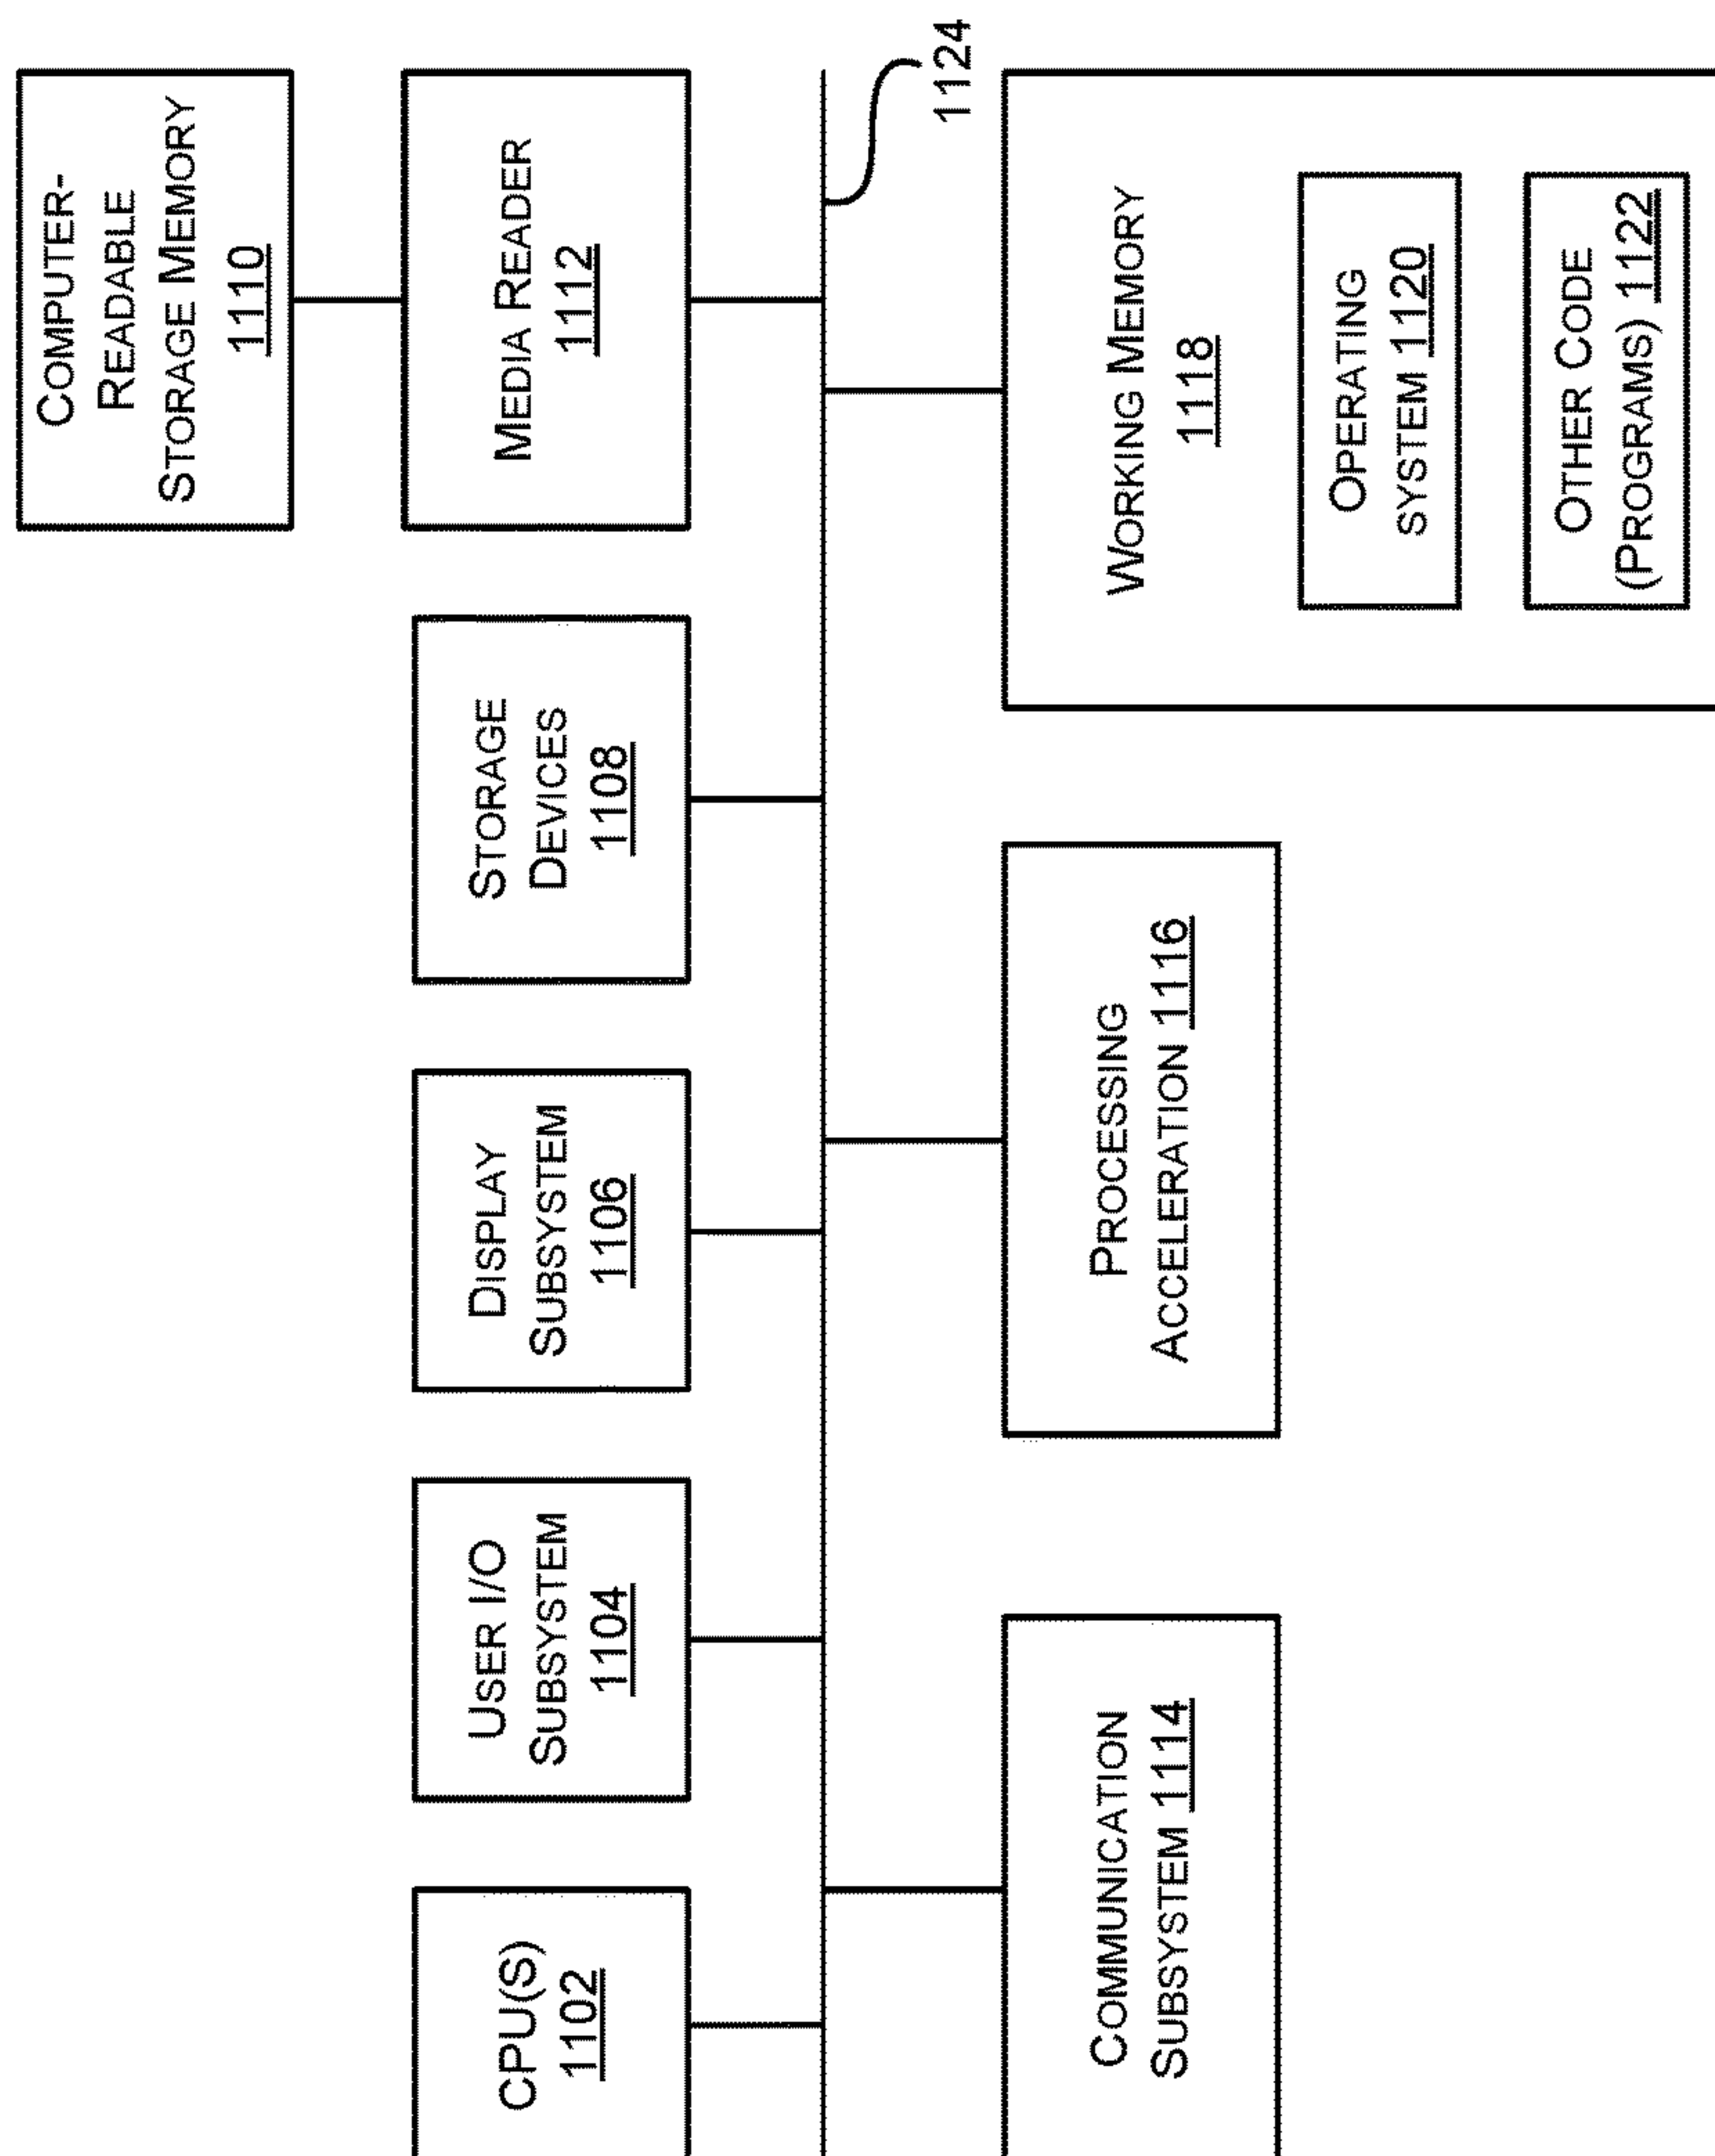 COMPUTER-
READABLE
STORAGE MEMORY
1110
CPU(S)
1102
USER I/O
SUBSYSTEM
1104
DISPLAY
SUBSYSTEM
1106
STORAGE
DEVICES
1108
MEDIA READER
1112
1124
COMMUNICATION
SUBSYSTEM 1114
PROCESSING
ACCELERATION 1116
WORKING MEMORY
1118
OPERATING
SYSTEM 1120
OTHER CODE
(PROGRAMS) 1122